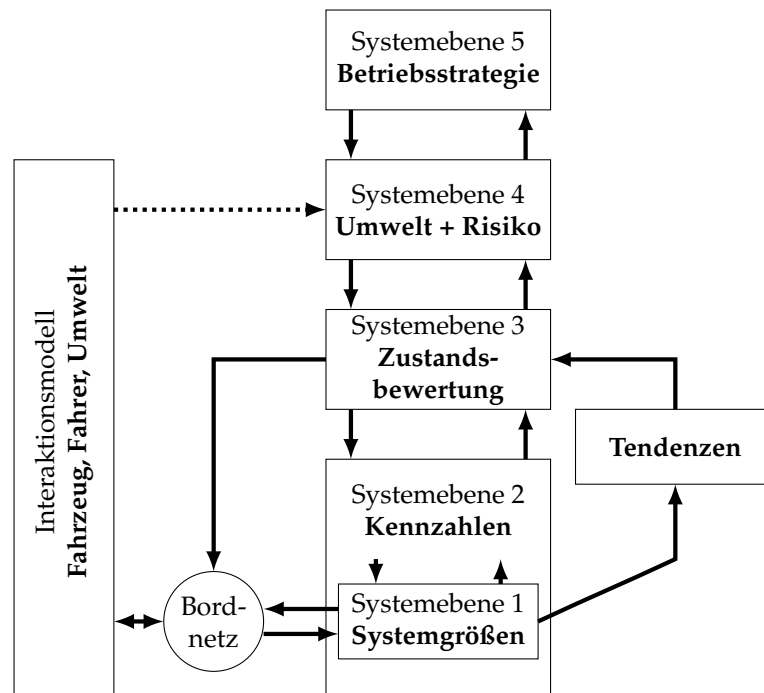 Systemebene 5
Betriebsstrategie
Systemebene 4
Umwelt + Risiko
Interaktionsmodell
Fahrzeug, Fahrer, Umwelt
Systemebene 3
Zustands-
bewertung
Tendenzen
Systemebene 2
Kennzahlen
Bord-
netz
Systemebene 1
Systemgrößen